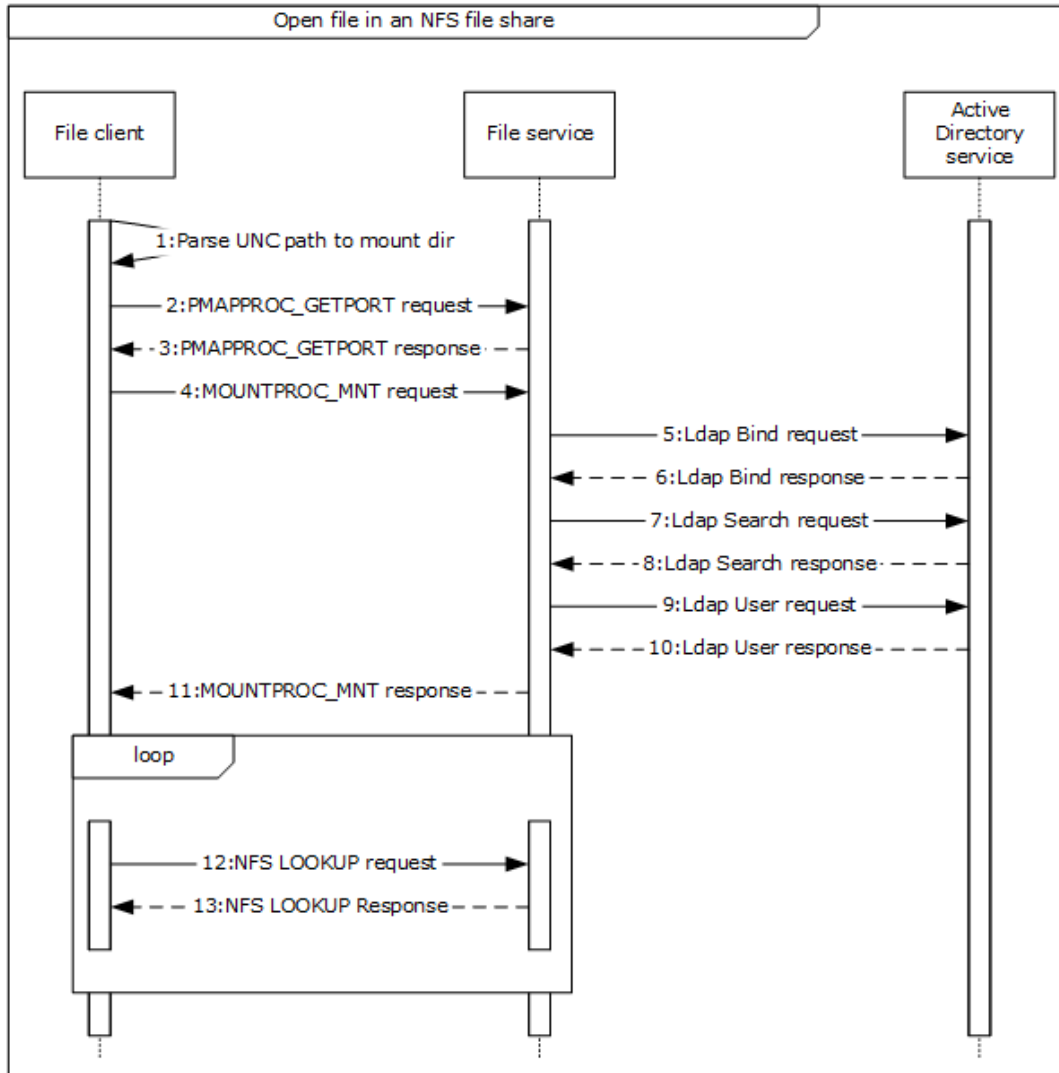 Open file in an NFS file share
File client
File service
Active
Directory
service
1:Parse UNC path to mount dir
2:PMAPPROC_GETPORT request
3:PMAPPROC_GETPORT response
4:MOUNTPROC_MNT request
5:Ldap Bind request
6:Ldap Bind response
7:Ldap Search request
8:Ldap Search response
9:Ldap User request
10:Ldap User response
11:MOUNTPROC_MNT response
loop
12:NFS LOOKUP request
13:NFS LOOKUP Response